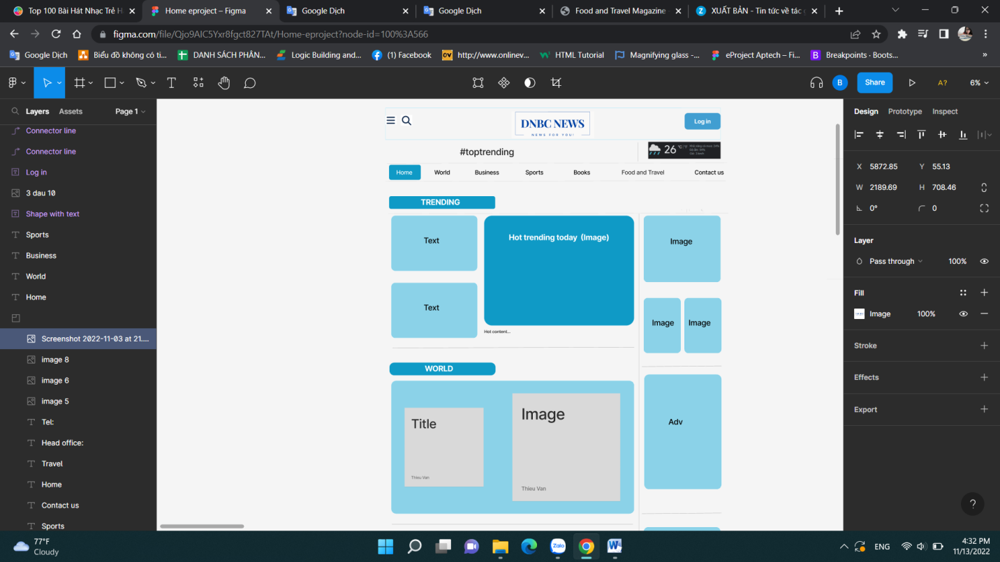 Top 100 Bài Hát Nhạc Trẻ H
Home eproject – Figma
Google Dịch
Google Dịch
Food and Travel Magazine
XUẤT BẢN - Tin tức về tác g
figma.com/file/Qjo9AIC5Yxr8fgct827TAt/Home-eproject?node-id=100%3A566
Google Dịch
Biểu đồ không có ti...
DANH SÁCH PHÂN...
Logic Building and...
(1) Facebook
http://www.onlinev...
HTML Tutorial
Magnifying glass -...
eProject Aptech – Fi...
Breakpoints · Boots...
»
B
Share
A?
6%
Layers
Assets
Page 1
Connector line
Connector line
Log in
3 dau 10
Shape with text
Sports
Business
World
Home
Screenshot 2022-11-03 at 21....
image 8
image 6
image 5
Tel:
Head office:
Travel
Home
Contact us
Sports
DNBC NEWS
NEWS FOR YOU!
Log in
#toptrending
26 °C/°F
Home
World
Business
Sports
Books
Food and Travel
Contact us
TRENDING
Text
Hot trending today (Image)
Image
Text
Image
Image
Hot content...
WORLD
Title
Thieu Van
Image
Thieu Van
Adv
Design
Prototype
Inspect
X 5872.85
Y 55.13
W 2189.69
H 708.46
0°
0
Layer
Pass through
100%
Fill
Image
100%
Stroke
Effects
Export
?
77°F
Cloudy
Zalo
ENG
4:32 PM
11/13/2022